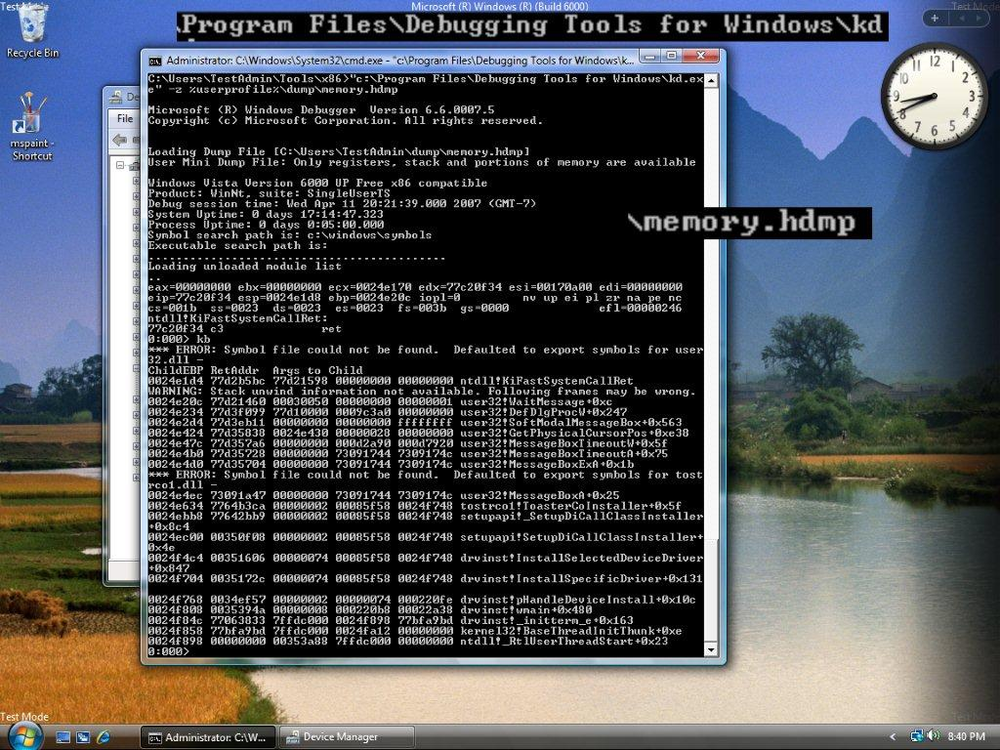 Test Mode
Microsoft (R) Windows (R) (Build 6000)
Test Mode
\Program Files\Debugging Tools for Windows\kd
Recycle Bin
mspaint - Shortcut
De
File
Administrator: C:\Windows\System32\cmd.exe - "c:\Program Files\Debugging Tools for Windows\k...
C:\Users\TestAdmin\Tools\x86>"c:\Program Files\Debugging Tools for Windows\kd.ex
e" -z %userprofile%\dump\memory.hdmp
Microsoft (R) Windows Debugger Version 6.6.0007.5
Copyright (c) Microsoft Corporation. All rights reserved.
Loading Dump File [C:\Users\TestAdmin\dump\memory.hdmp]
User Mini Dump File: Only registers, stack and portions of memory are available
Windows Vista Version 6000 UP Free x86 compatible
Product: WinNt, suite: SingleUserTS
Debug session time: Wed Apr 11 20:21:39.000 2007 (GMT-7)
System Uptime: 0 days 17:14:47.323
Process Uptime: 0 days 0:05:00.000
Symbol search path is: c:\windows\symbols
Executable search path is:
............................................
Loading unloaded module list
..
eax=00000000 ebx=00000000 ecx=0024e170 edx=77c20f34 esi=00170a00 edi=00000000
eip=77c20f34 esp=0024e1d8 ebp=0024e20c iopl=0 nv up ei pl zr na pe nc
cs=001b ss=0023 ds=0023 es=0023 fs=003b gs=0000 efl=00000246
ntdll!KiFastSystemCallRet:
77c20f34 c3 ret
0:000> kb
*** ERROR: Symbol file could not be found. Defaulted to export symbols for user
32.dll -
ChildEBP RetAddr Args to Child
0024e1d4 77d2b5bc 77d21598 00000000 00000000 ntdll!KiFastSystemCallRet
WARNING: Stack unwind information not available. Following frames may be wrong.
0024e20c 77d21460 00030050 00000000 00000001 user32!WaitMessage+0xc
0024e234 77d3f099 77d10000 0009c3a0 00000000 user32!DefDlgProcW+0x247
0024e2d4 77d3eb11 00000000 00000000 ffffffff user32!SoftModalMessageBox+0x563
0024e424 77d35838 0024e430 00000028 00000000 user32!GetPhysicalCursorPos+0xe38
0024e47c 77d357a6 00000000 000d2a90 000d7920 user32!MessageBoxTimeoutW+0x5f
0024e4b0 77d35728 00000000 73091744 7309174c user32!MessageBoxTimeoutA+0x75
0024e4d0 77d35704 00000000 73091744 7309174c user32!MessageBoxExA+0x1b
*** ERROR: Symbol file could not be found. Defaulted to export symbols for tost
rco1.dll -
0024e4ec 73091a47 00000000 73091744 7309174c user32!MessageBoxA+0x25
0024e634 7764b3ca 00000002 00085f58 0024f748 tostrco1!ToasterCoInstaller+0x5f
0024ebb8 77642bb9 00000002 00085f58 0024f748 setupapi!_SetupDiCallClassInstaller
+0x8c4
0024ec00 00350f08 00000002 00085f58 0024f748 setupapi!SetupDiCallClassInstaller+
0x4e
0024f4c4 00351606 00000074 00085f58 0024f748 drvinst!InstallSelectedDeviceDriver
+0x847
0024f704 0035172c 00000074 00085f58 0024f748 drvinst!InstallSpecificDriver+0x131
0024f768 0034ef57 00000002 00000074 000220fe drvinst!pHandleDeviceInstall+0x10c
0024f808 0035394a 00000008 000220b8 00022a38 drvinst!wmain+0x480
0024f84c 77063833 7ffdc000 0024f898 77bfa9bd drvinst!_initterm_e+0x163
0024f858 77bfa9bd 7ffdc000 0024fa12 00000000 kernel32!BaseThreadInitThunk+0xe
0024f898 00000000 00353a88 7ffdc000 00000000 ntdll!_RtlUserThreadStart+0x23
0:000>
\memory.hdmp
12
1
2
3
4
5
6
7
8
9
10
11
Test Mode
Administrator: C:\W...
Device Manager
8:40 PM